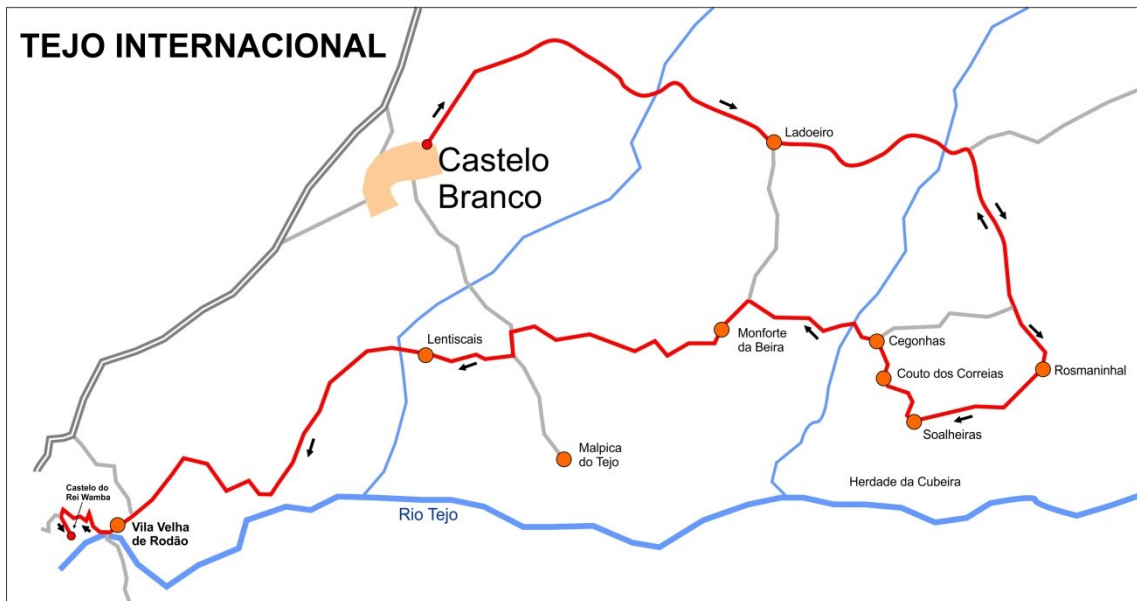 TEJO INTERNACIONAL
Castelo
Branco
Ladoeiro
Lentiscais
Monforte
da Beira
Cegonhas
Couto dos Correias
Rosmaninhal
Soalheiras
Malpica
do Tejo
Herdade da Cubeira
Castelo do
Rei Wamba
Rio Tejo
Vila Velha
de Rodão